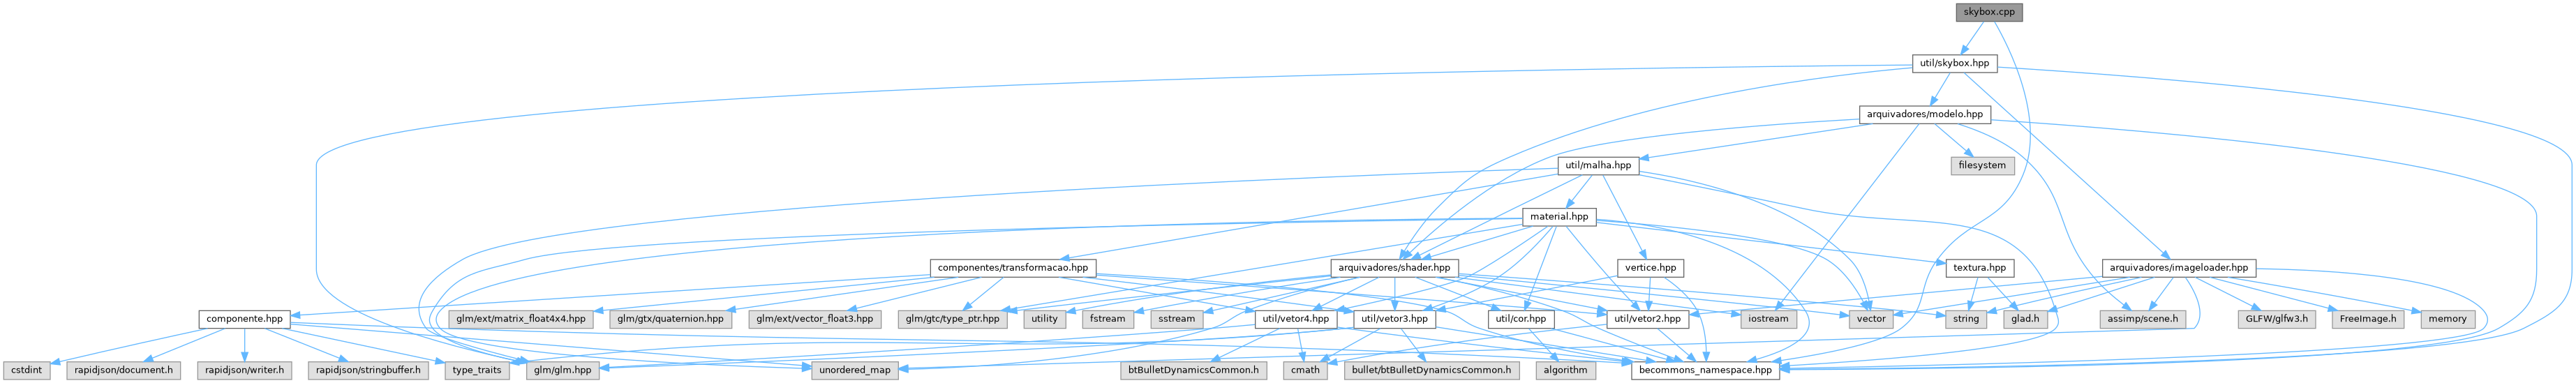 skybox.cpp
util/skybox.hpp
arquivadores/modelo.hpp
util/malha.hpp
filesystem
material.hpp
componentes/transformacao.hpp
arquivadores/shader.hpp
vertice.hpp
textura.hpp
arquivadores/imageloader.hpp
componente.hpp
glm/ext/matrix_float4x4.hpp
glm/gtx/quaternion.hpp
glm/ext/vector_float3.hpp
glm/gtc/type_ptr.hpp
utility
fstream
sstream
util/vetor4.hpp
util/vetor3.hpp
util/cor.hpp
util/vetor2.hpp
iostream
vector
string
glad.h
assimp/scene.h
GLFW/glfw3.h
FreeImage.h
memory
cstdint
rapidjson/document.h
rapidjson/writer.h
rapidjson/stringbuffer.h
type_traits
glm/glm.hpp
unordered_map
btBulletDynamicsCommon.h
cmath
bullet/btBulletDynamicsCommon.h
algorithm
becommons_namespace.hpp